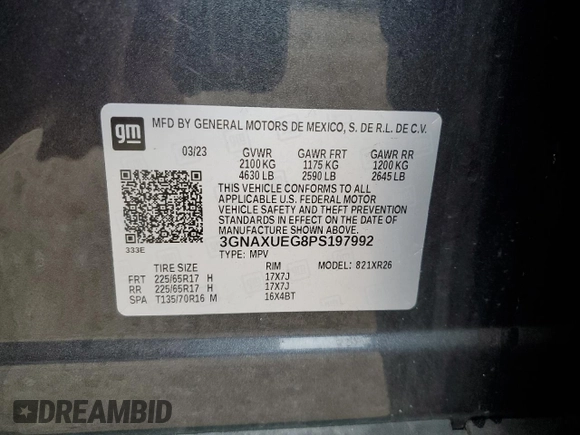 gm
MFD BY GENERAL MOTORS DE MEXICO, S. DE R.L. DE C.V.
03/23 GVWR GAWR FRT GAWR RR
2100 KG 1175 KG 1200 KG
4630 LB 2590 LB 2645 LB
THIS VEHICLE CONFORMS TO ALL
APPLICABLE U.S. FEDERAL MOTOR
VEHICLE SAFETY AND THEFT PREVENTION
STANDARDS IN EFFECT ON THE DATE OF
MANUFACTURE SHOWN ABOVE.
333E
3GNAXUEG8PS197992
TYPE: MPV
TIRE SIZE RIM MODEL: 821XR26
FRT 225/65R17 H 17X7J
RR 225/65R17 H 17X7J
SPA T135/70R16 M 16X4BT
DREAMBID